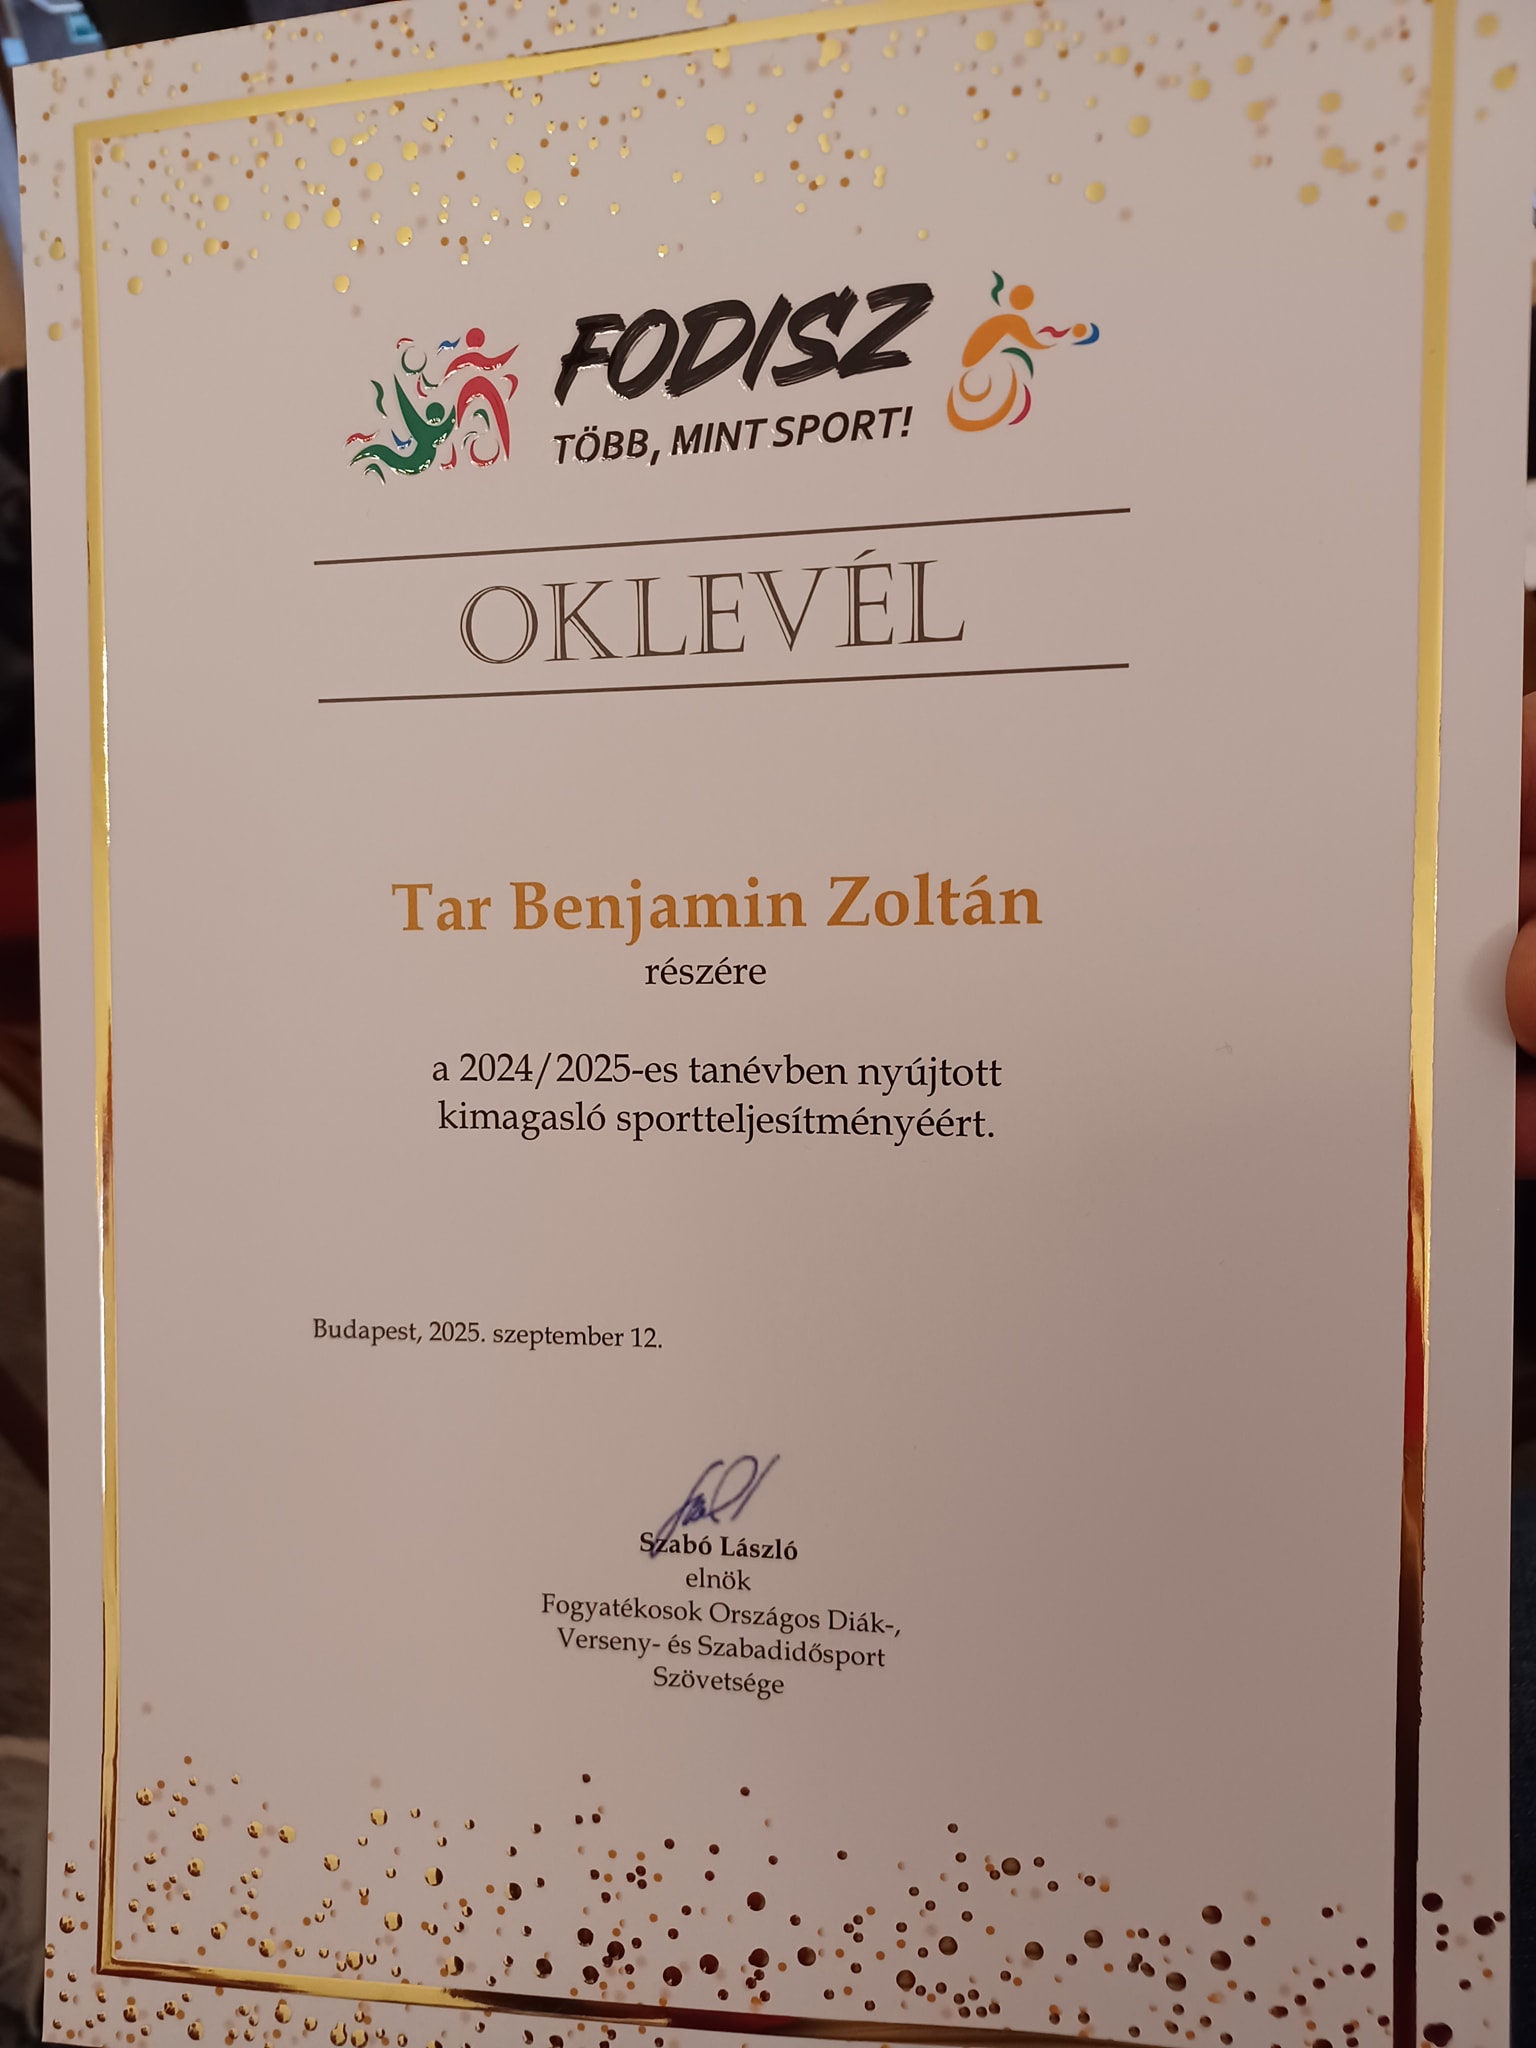 FODISZ
TÖBB, MINT SPORT!
OKLEVÉL
Tar Benjamin Zoltán
részére
a 2024/2025-es tanévben nyújtott
kimagasló sportteljesítményéért.
Budapest, 2025. szeptember 12.
Szabó László
elnök
Fogyatékosok Országos Diák-,
Verseny- és Szabadidősport
Szövetsége